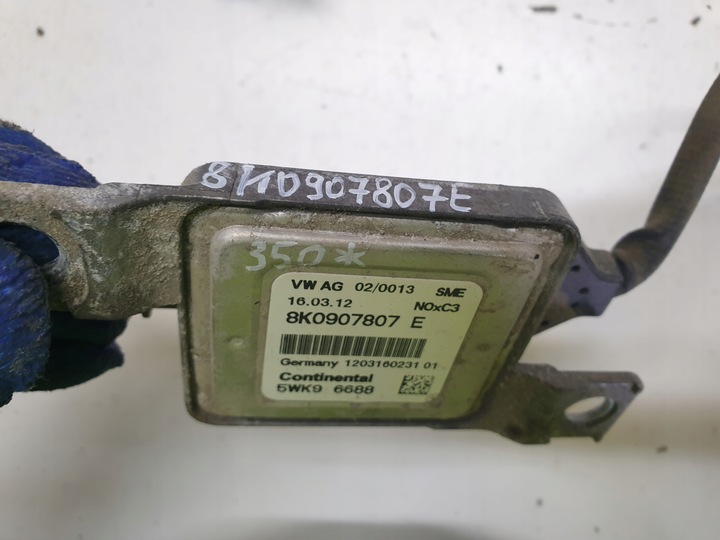 8K0907807E
350*
VW AG 02/0013 SME
16.03.12 NOxC3
8K0907807 E
Germany 1203160231 01
Continental
5WK9 6688